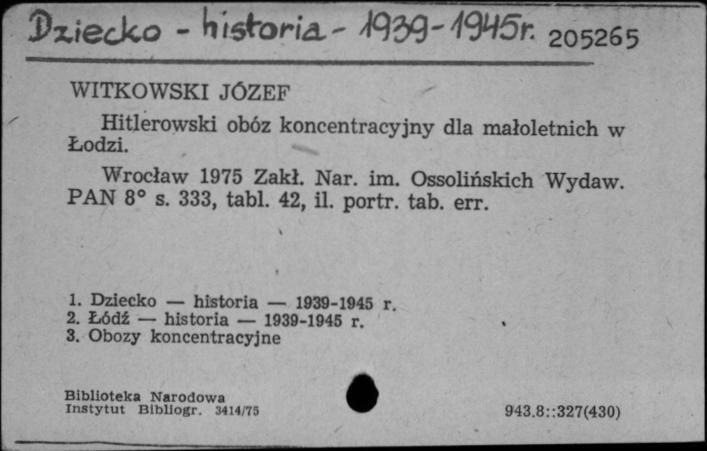 Dziecko - historia - 1939-1945r. 205265
WITKOWSKI JÓZEF
Hitlerowski obóz koncentracyjny dla małoletnich w
Łodzi.
Wrocław 1975 Zakł. Nar. im. Ossolińskich Wydaw.
PAN 8° s. 333, tabl. 42, il. portr. tab. err.
1. Dziecko — historia — 1939-1945 r.
2. Łódź — historia — 1939-1945 r.
3. Obozy koncentracyjne
Biblioteka Narodowa
Instytut Bibliogr. 3414/75 943.8::327(430)